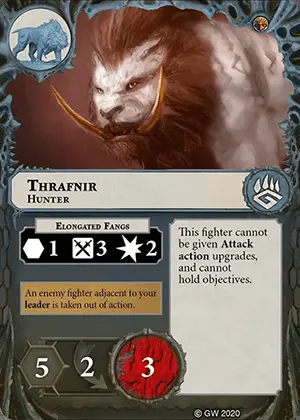 THRAFNIR
HUNTER
ELONGATED FANGS
1 3 2
This fighter cannot
be given Attack
action upgrades,
and cannot
hold objectives.
An enemy fighter adjacent to your
leader is taken out of action.
5 2 3
© GW 2020